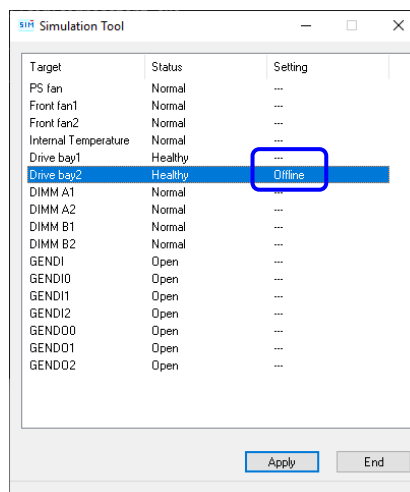 SIM Simulation Tool
Target Status Setting
PS fan Normal ---
Front fan1 Normal ---
Front fan2 Normal ---
Internal Temperature Normal ---
Drive bay1 Healthy ---
Drive bay2 Healthy Offline
DIMM A1 Normal ---
DIMM A2 Normal ---
DIMM B1 Normal ---
DIMM B2 Normal ---
GENDI Open ---
GENDI0 Open ---
GENDI1 Open ---
GENDI2 Open ---
GENDO0 Open ---
GENDO1 Open ---
GENDO2 Open ---
Apply End